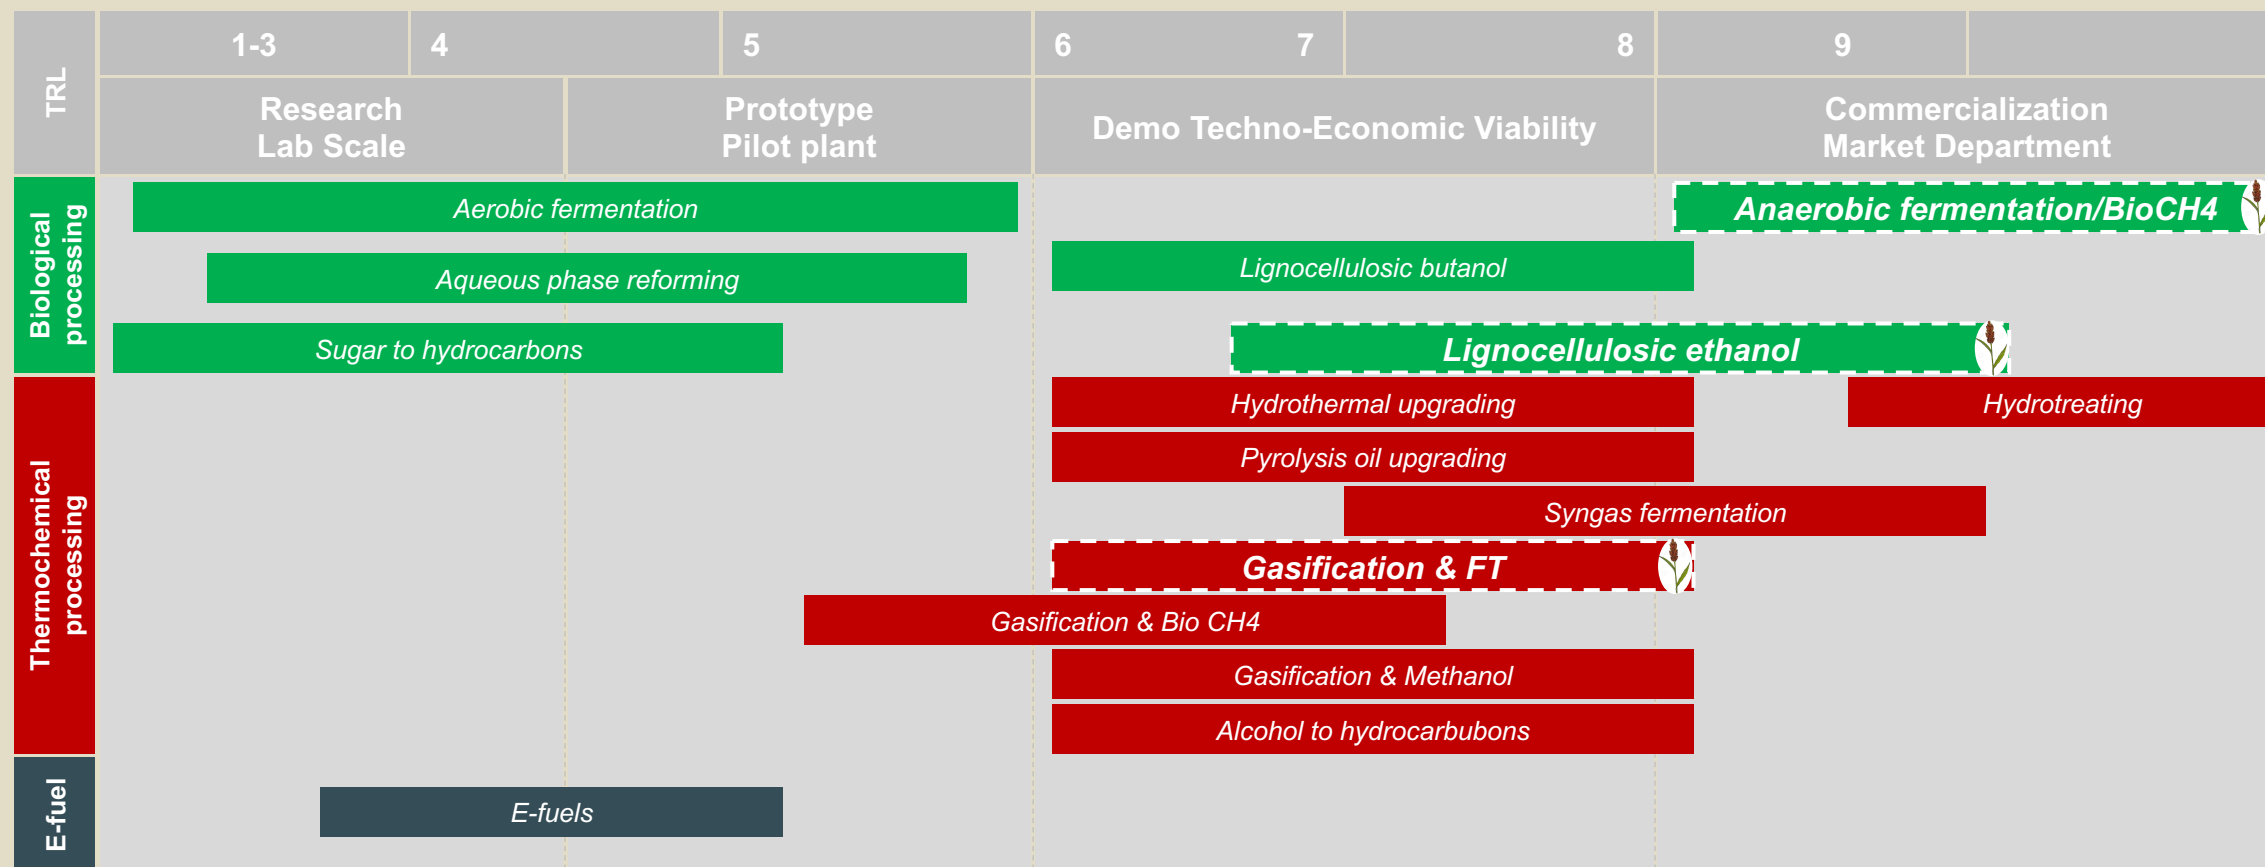 TRL
1-3
4
5
6
7
8
9
Research
Lab Scale
Prototype
Pilot plant
Demo Techno-Economic Viability
Commercialization
Market Department
Biological
processing
Aerobic fermentation
Anaerobic fermentation/BioCH4
Lignocellulosic butanol
Aqueous phase reforming
Sugar to hydrocarbons
Lignocellulosic ethanol
Thermochemical
processing
Hydrothermal upgrading
Hydrotreating
Pyrolysis oil upgrading
Syngas fermentation
Gasification & FT
Gasification & Bio CH4
Gasification & Methanol
Alcohol to hydrocarbubons
E-fuel
E-fuels